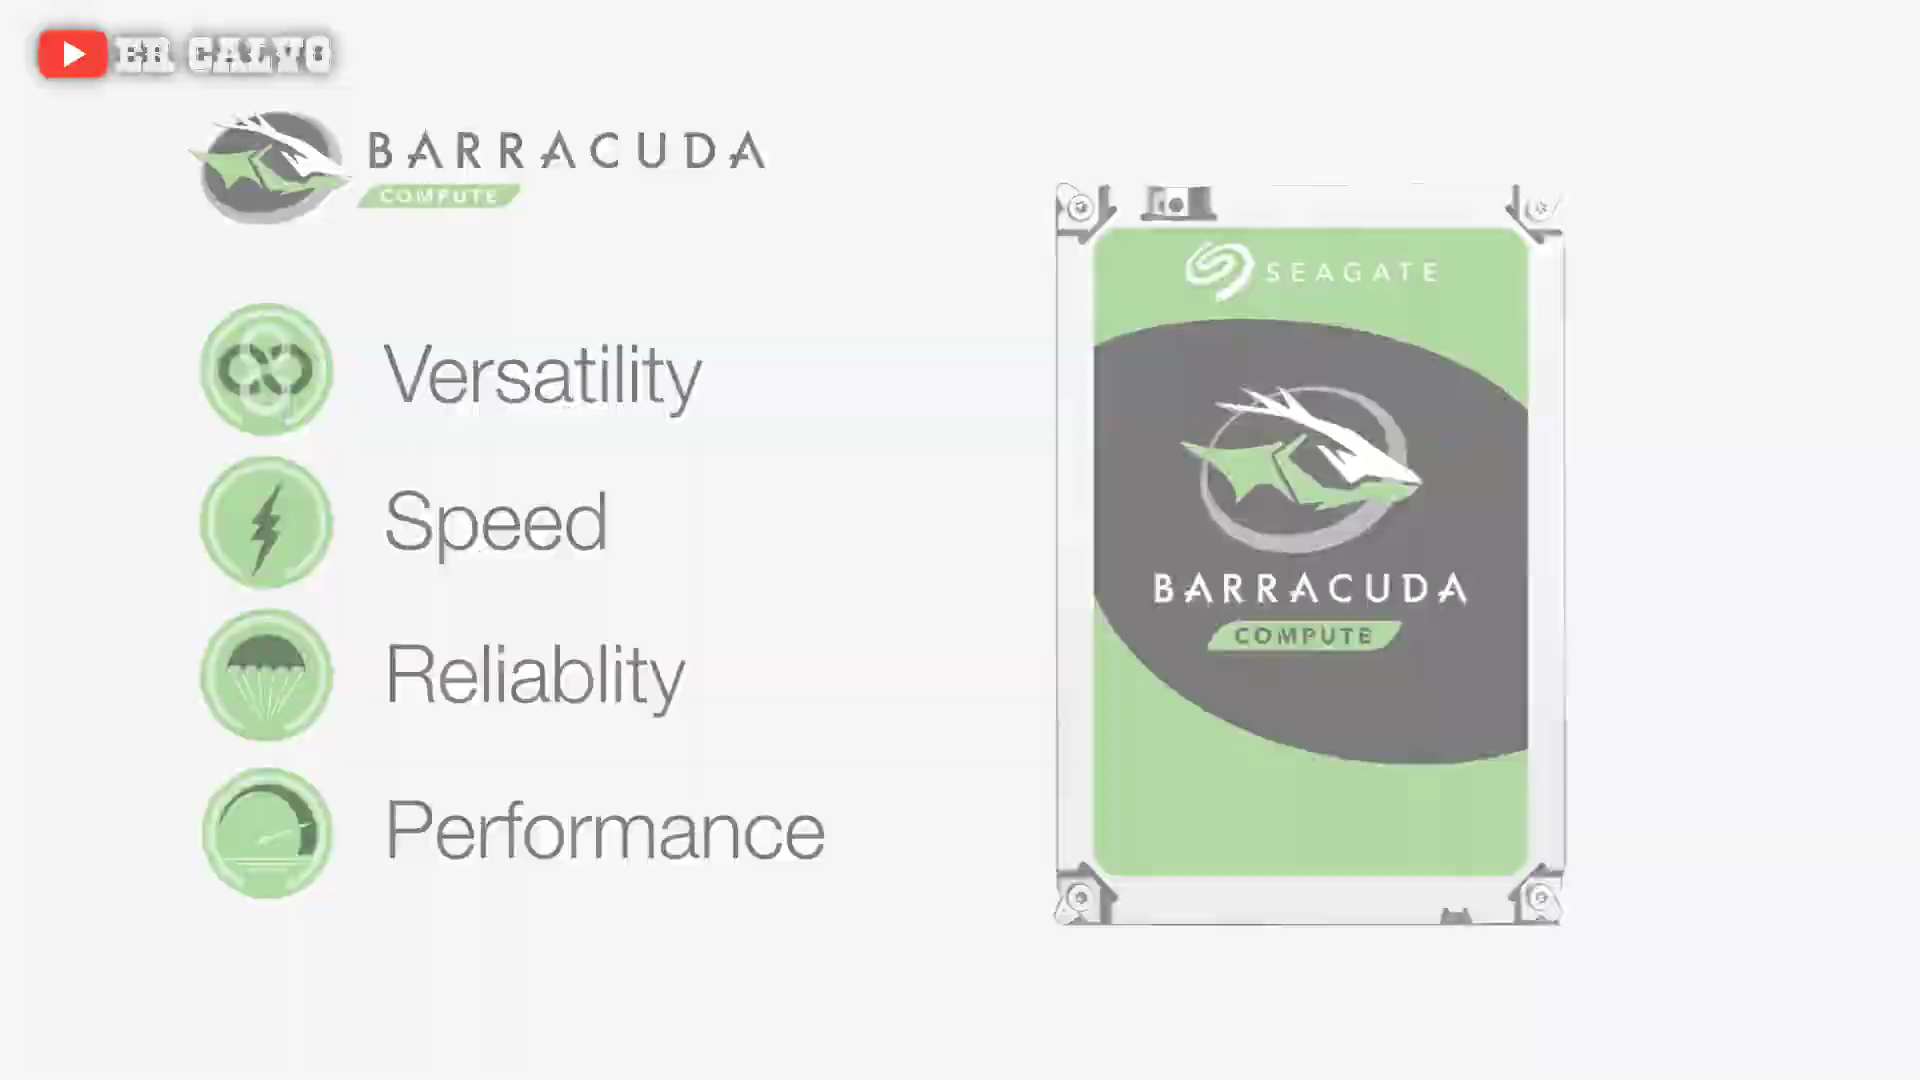 ER CALVO
BARRACUDA
COMPUTE
Versatility
Speed
Reliablity
Performance
SEAGATE
BARRACUDA
COMPUTE